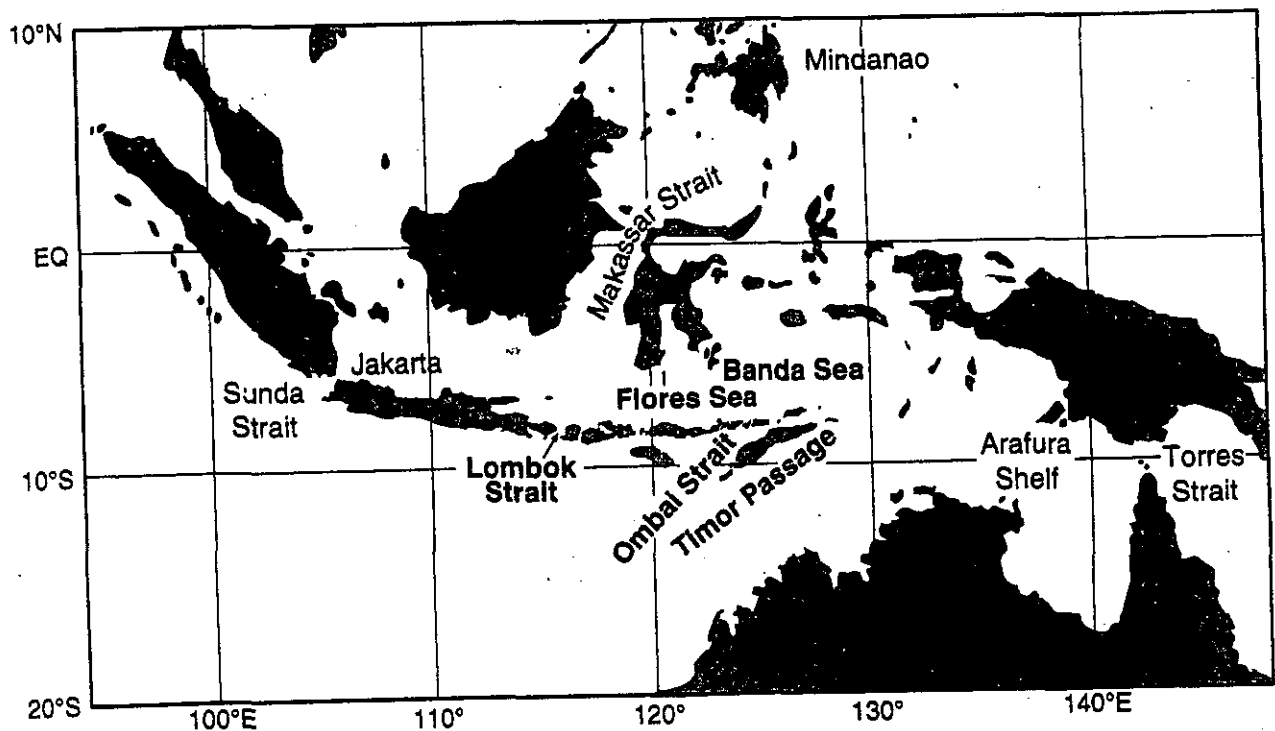 10°N
Mindanao
Makassar Strait
EQ
Jakarta
Sunda
Strait
Banda Sea
Flores Sea
Lombok
Strait
Ombai Strait
Timor Passage
Arafura
Shelf
Torres
Strait
10°S
20°S
100°E
110°
120°
130°
140°E